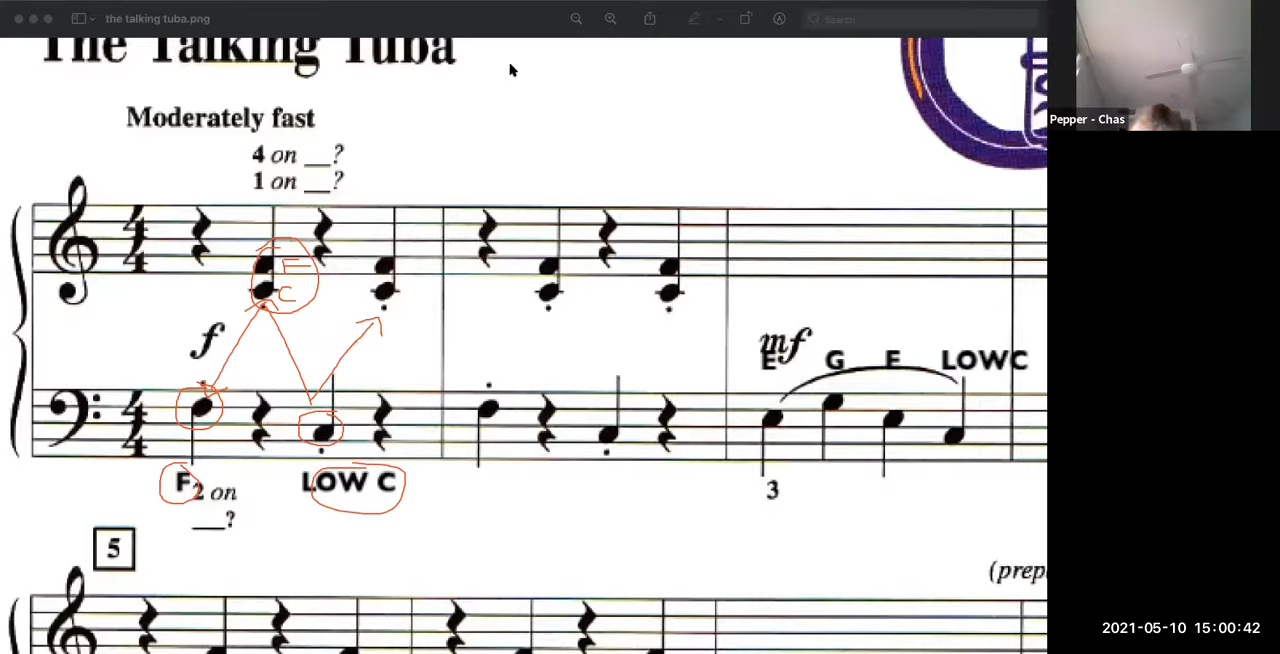 the talking tuba.png
Search
The Talking Tuba
Pepper - Chas
Moderately fast
4 on __?
1 on __?
F
C
f
mf
E G E LOWC
F LOW C
2 on
__?
3
5
(prep
2021-05-10 15:00:42